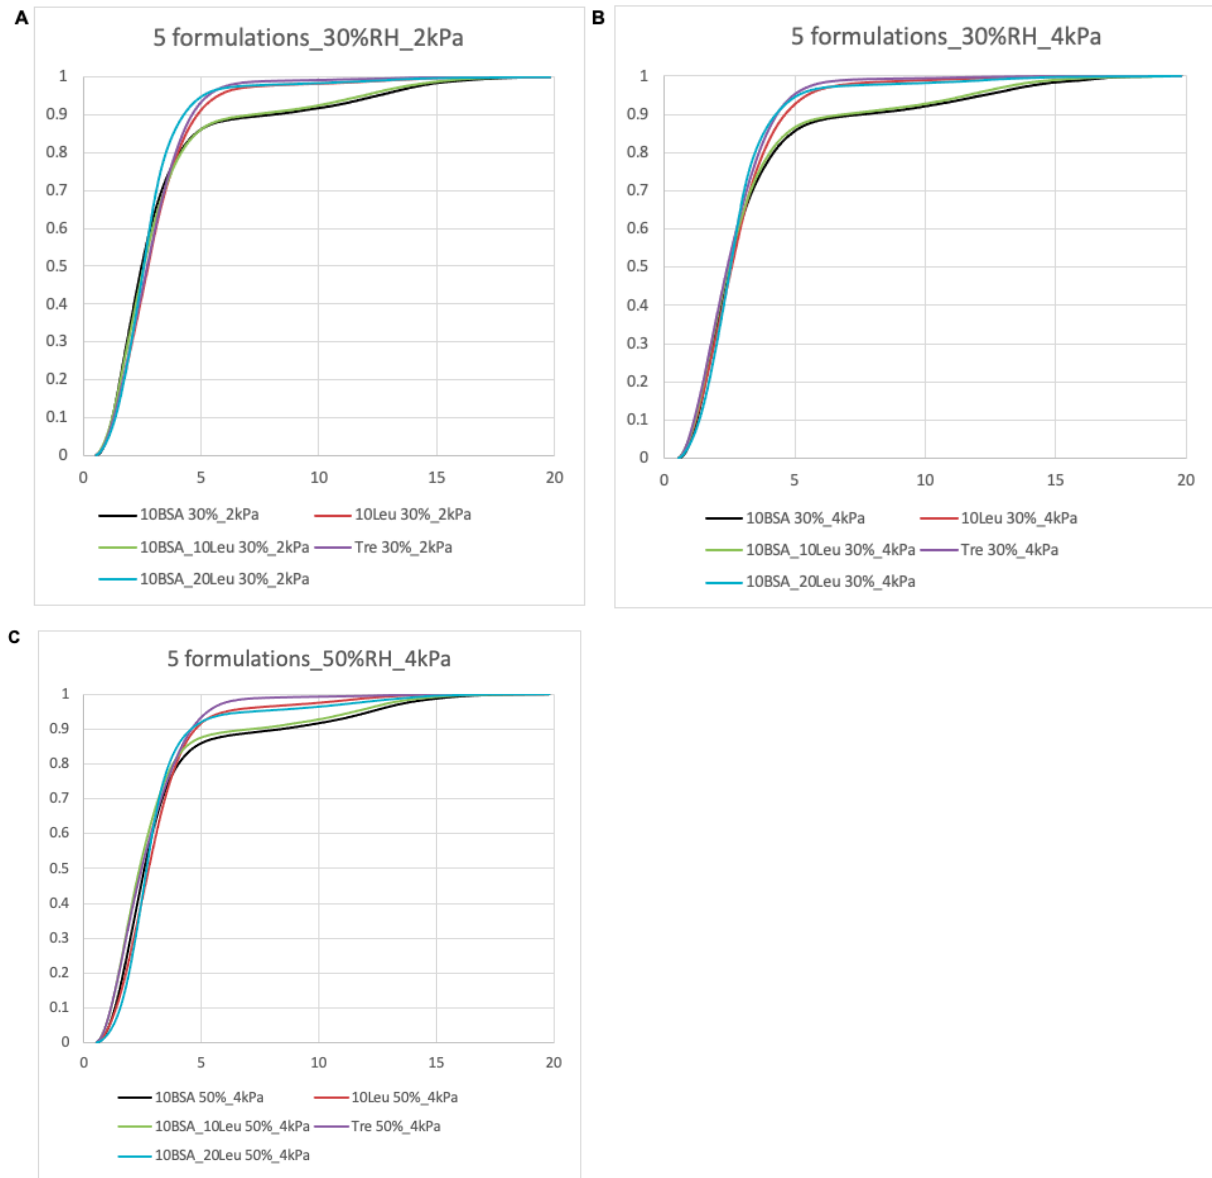 A
5 formulations_30%RH_2kPa
1
0.9
0.8
0.7
0.6
0.5
0.4
0.3
0.2
0.1
0
0 5 10 15 20
10BSA 30%_2kPa 10Leu 30%_2kPa
10BSA_10Leu 30%_2kPa Tre 30%_2kPa
10BSA_20Leu 30%_2kPa
B
5 formulations_30%RH_4kPa
1
0.9
0.8
0.7
0.6
0.5
0.4
0.3
0.2
0.1
0
0 5 10 15 20
10BSA 30%_4kPa 10Leu 30%_4kPa
10BSA_10Leu 30%_4kPa Tre 30%_4kPa
10BSA_20Leu 30%_4kPa
C
5 formulations_50%RH_4kPa
1
0.9
0.8
0.7
0.6
0.5
0.4
0.3
0.2
0.1
0
0 5 10 15 20
10BSA 50%_4kPa 10Leu 50%_4kPa
10BSA_10Leu 50%_4kPa Tre 50%_4kPa
10BSA_20Leu 50%_4kPa